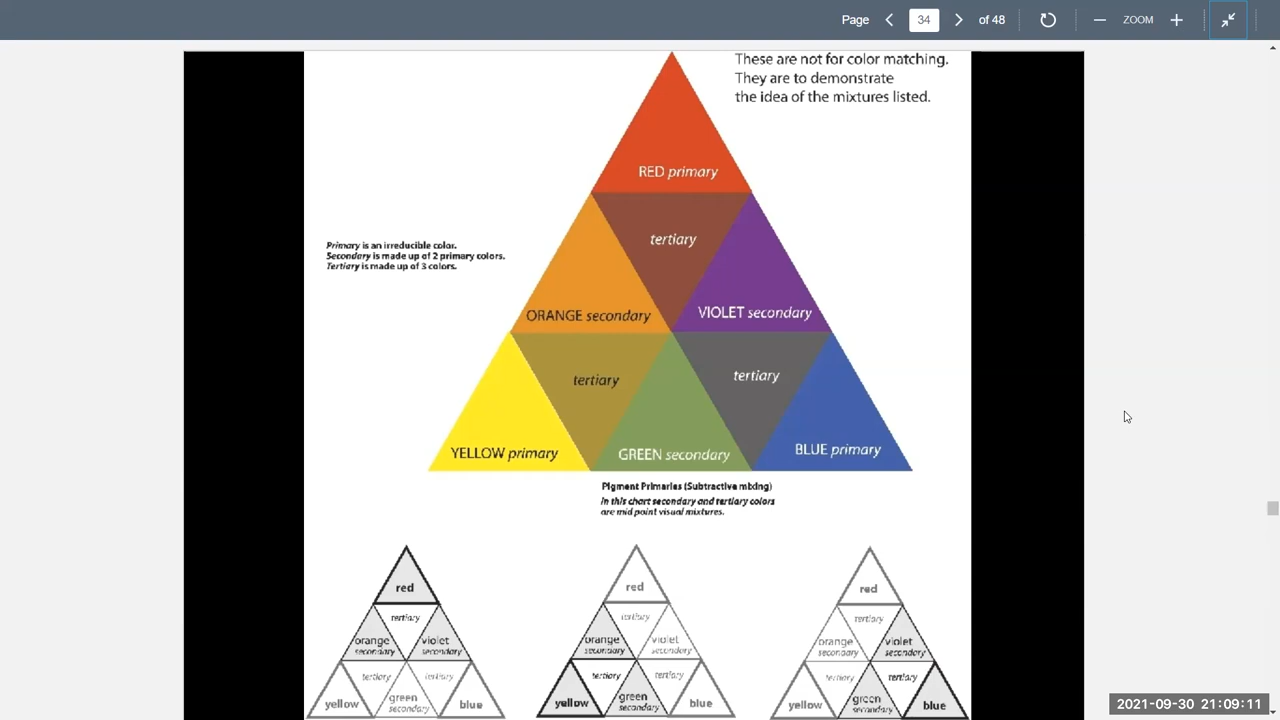 Page 34 of 48 ZOOM
These are not for color matching.
They are to demonstrate
the idea of the mixtures listed.
RED primary
tertiary
Primary is an irreducible color.
Secondary is made up of 2 primary colors.
Tertiary is made up of 3 colors.
ORANGE secondary
VIOLET secondary
tertiary
tertiary
YELLOW primary
GREEN secondary
BLUE primary
Pigment Primaries (Subtractive mixing)
in this chart secondary and tertiary colors
are mid point visual mixtures.
red
tertiary
orange
secondary
violet
secondary
tertiary
tertiary
yellow
green
secondary
blue
red
tertiary
orange
secondary
violet
secondary
tertiary
tertiary
yellow
green
secondary
blue
red
tertiary
orange
secondary
violet
secondary
tertiary
tertiary
yellow
green
secondary
blue
2021-09-30 21:09:11